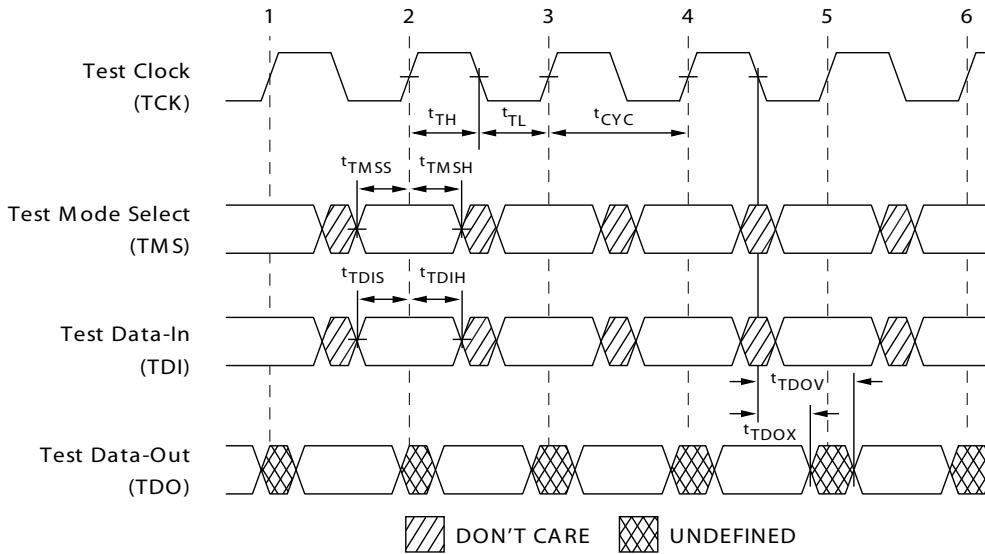 1 2 3 4 5 6
Test Clock
(TCK)
tTH tTL tCYC
tTMSS tTMSH
Test Mode Select
(TMS)
tTDIS tTDIH
Test Data-In
(TDI)
tTDOV
tTDOX
Test Data-Out
(TDO)
DON'T CARE UNDEFINED